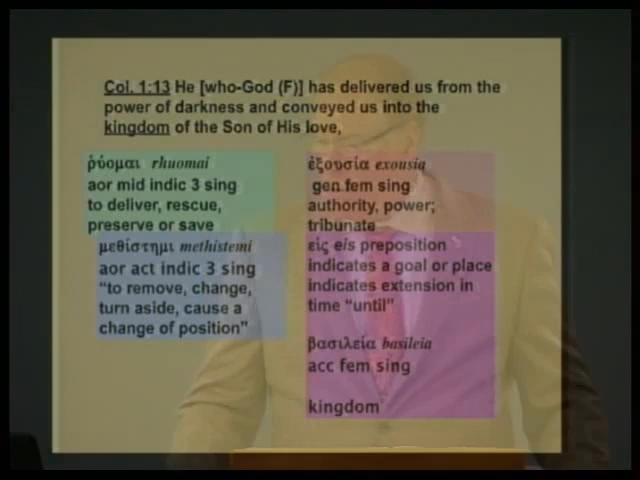 Col. 1:13 He [who-God (F)] has delivered us from the
power of darkness and conveyed us into the
kingdom of the Son of His love,
ῥύομαι rhuomai
aor mid indic 3 sing
to deliver, rescue,
preserve or save
μεθίστημι methistemi
aor act indic 3 sing
“to remove, change,
turn aside, cause a
change of position”
ἐξουσία exousia
gen fem sing
authority, power;
tribunate
εἰς eis preposition
indicates a goal or place
indicates extension in
time “until”
βασιλεία basileia
acc fem sing
kingdom